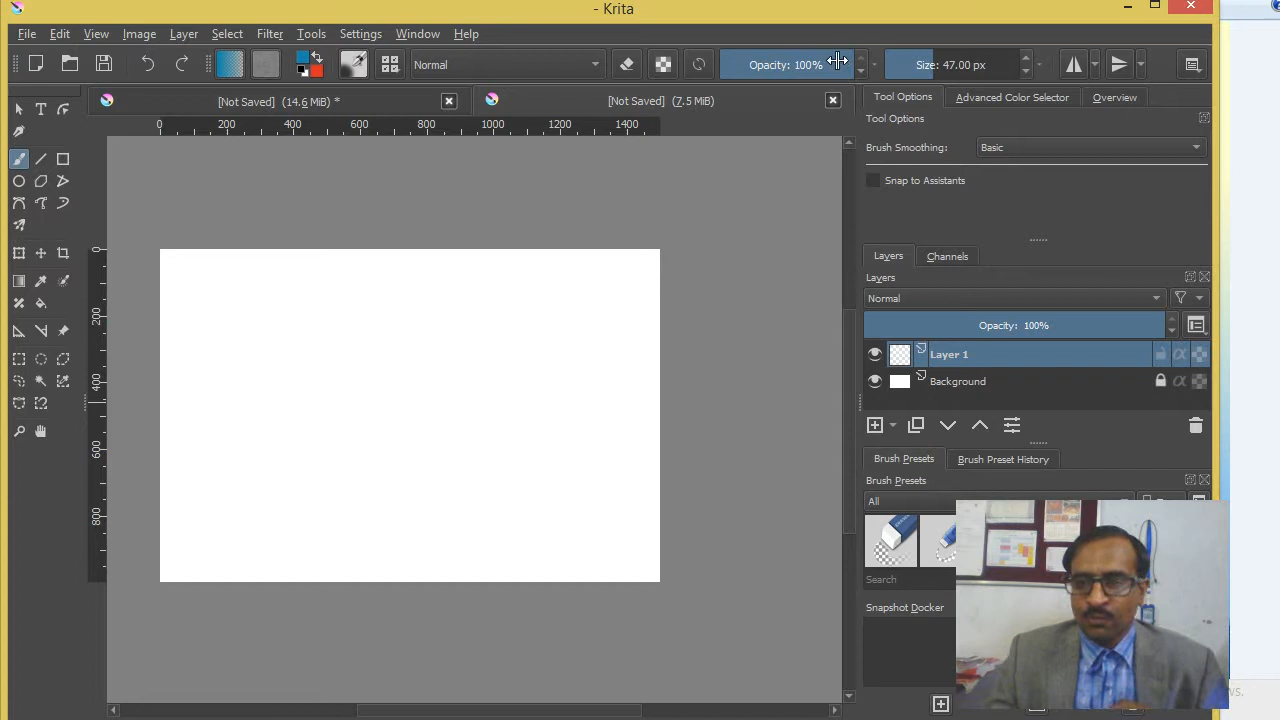 - Krita
File Edit View Image Layer Select Filter Tools Settings Window Help
Normal Opacity: 100% Size: 47.00 px
[Not Saved] (14.6 MiB) *
[Not Saved] (7.5 MiB)
Tool Options Advanced Color Selector Overview
0 200 400 600 800 1000 1200 1400
Tool Options
Brush Smoothing: Basic
Snap to Assistants
Layers Channels
0
200
400
600
800
Layers
Normal
Opacity: 100%
Layer 1
Background
Brush Presets Brush Preset History
Brush Presets
All
Search
Snapshot Docker
ws.